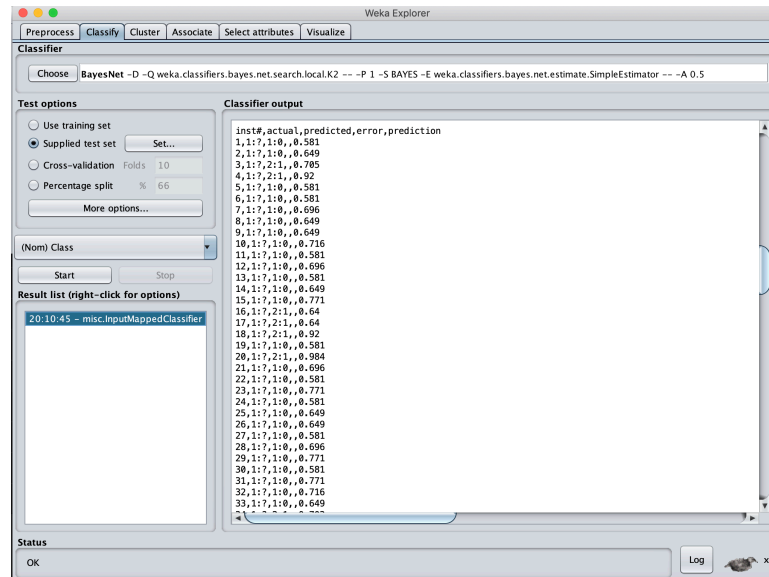 Weka Explorer
Preprocess Classify Cluster Associate Select attributes Visualize
Classifier
Choose BayesNet -D -Q weka.classifiers.bayes.net.search.local.K2 -- -P 1 -S BAYES -E weka.classifiers.bayes.net.estimate.SimpleEstimator -- -A 0.5
Test options
Use training set
Supplied test set Set...
Cross-validation Folds 10
Percentage split % 66
More options...
(Nom) Class
Start Stop
Result list (right-click for options)
20:10:45 - misc.InputMappedClassifier
Classifier output
inst#,actual,predicted,error,prediction
1,1:?,1:0,,0.581
2,1:?,1:0,,0.649
3,1:?,2:1,,0.705
4,1:?,2:1,,0.92
5,1:?,1:0,,0.581
6,1:?,1:0,,0.581
7,1:?,1:0,,0.696
8,1:?,1:0,,0.649
9,1:?,1:0,,0.649
10,1:?,1:0,,0.716
11,1:?,1:0,,0.581
12,1:?,1:0,,0.696
13,1:?,1:0,,0.581
14,1:?,1:0,,0.649
15,1:?,1:0,,0.771
16,1:?,2:1,,0.64
17,1:?,2:1,,0.64
18,1:?,2:1,,0.92
19,1:?,1:0,,0.581
20,1:?,2:1,,0.984
21,1:?,1:0,,0.696
22,1:?,1:0,,0.581
23,1:?,1:0,,0.771
24,1:?,1:0,,0.581
25,1:?,1:0,,0.649
26,1:?,1:0,,0.649
27,1:?,1:0,,0.581
28,1:?,1:0,,0.696
29,1:?,1:0,,0.771
30,1:?,1:0,,0.581
31,1:?,1:0,,0.771
32,1:?,1:0,,0.716
33,1:?,1:0,,0.649
Status
OK
Log x